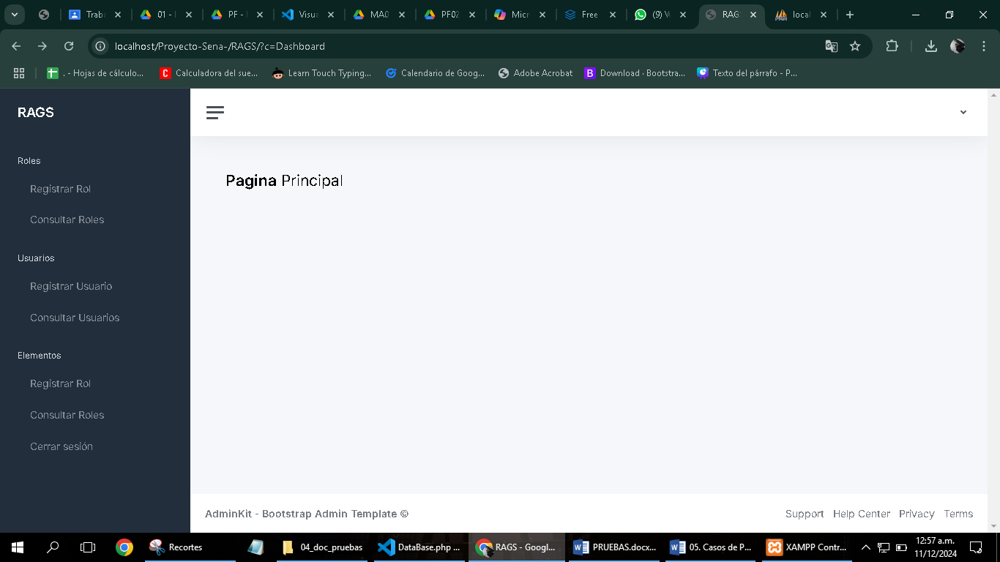 Traba
01 -
PF -
Visua
MA0
PF02
Micr
Free
(9) V
RAG
local
localhost/Proyecto-Sena-/RAGS/?c=Dashboard
. - Hojas de cálculo...
Calculadora del sue...
Learn Touch Typing...
Calendario de Goog...
Adobe Acrobat
Download · Bootstra...
Texto del párrafo - P...
RAGS
Roles
Registrar Rol
Consultar Roles
Usuarios
Registrar Usuario
Consultar Usuarios
Elementos
Registrar Rol
Consultar Roles
Cerrar sesión
Pagina Principal
AdminKit - Bootstrap Admin Template ©
Support Help Center Privacy Terms
Recortes
04_doc_pruebas
DataBase.php ...
RAGS - Googl...
PRUEBAS.docx...
05. Casos de P...
XAMPP Contr...
12:57 a.m.
11/12/2024